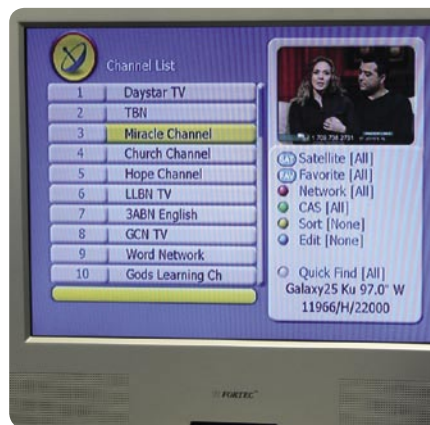 Channel List
1 Daystar TV
2 TBN
3 Miracle Channel
4 Church Channel
5 Hope Channel
6 LLBN TV
7 3ABN English
8 GCN TV
9 Word Network
10 Gods Learning Ch
Satellite [All]
Favorite [All]
Network [All]
CAS [All]
Sort [None]
Edit [None]
Quick Find [All]
Galaxy25 Ku 97.0° W
11966/H/22000
FORTEC